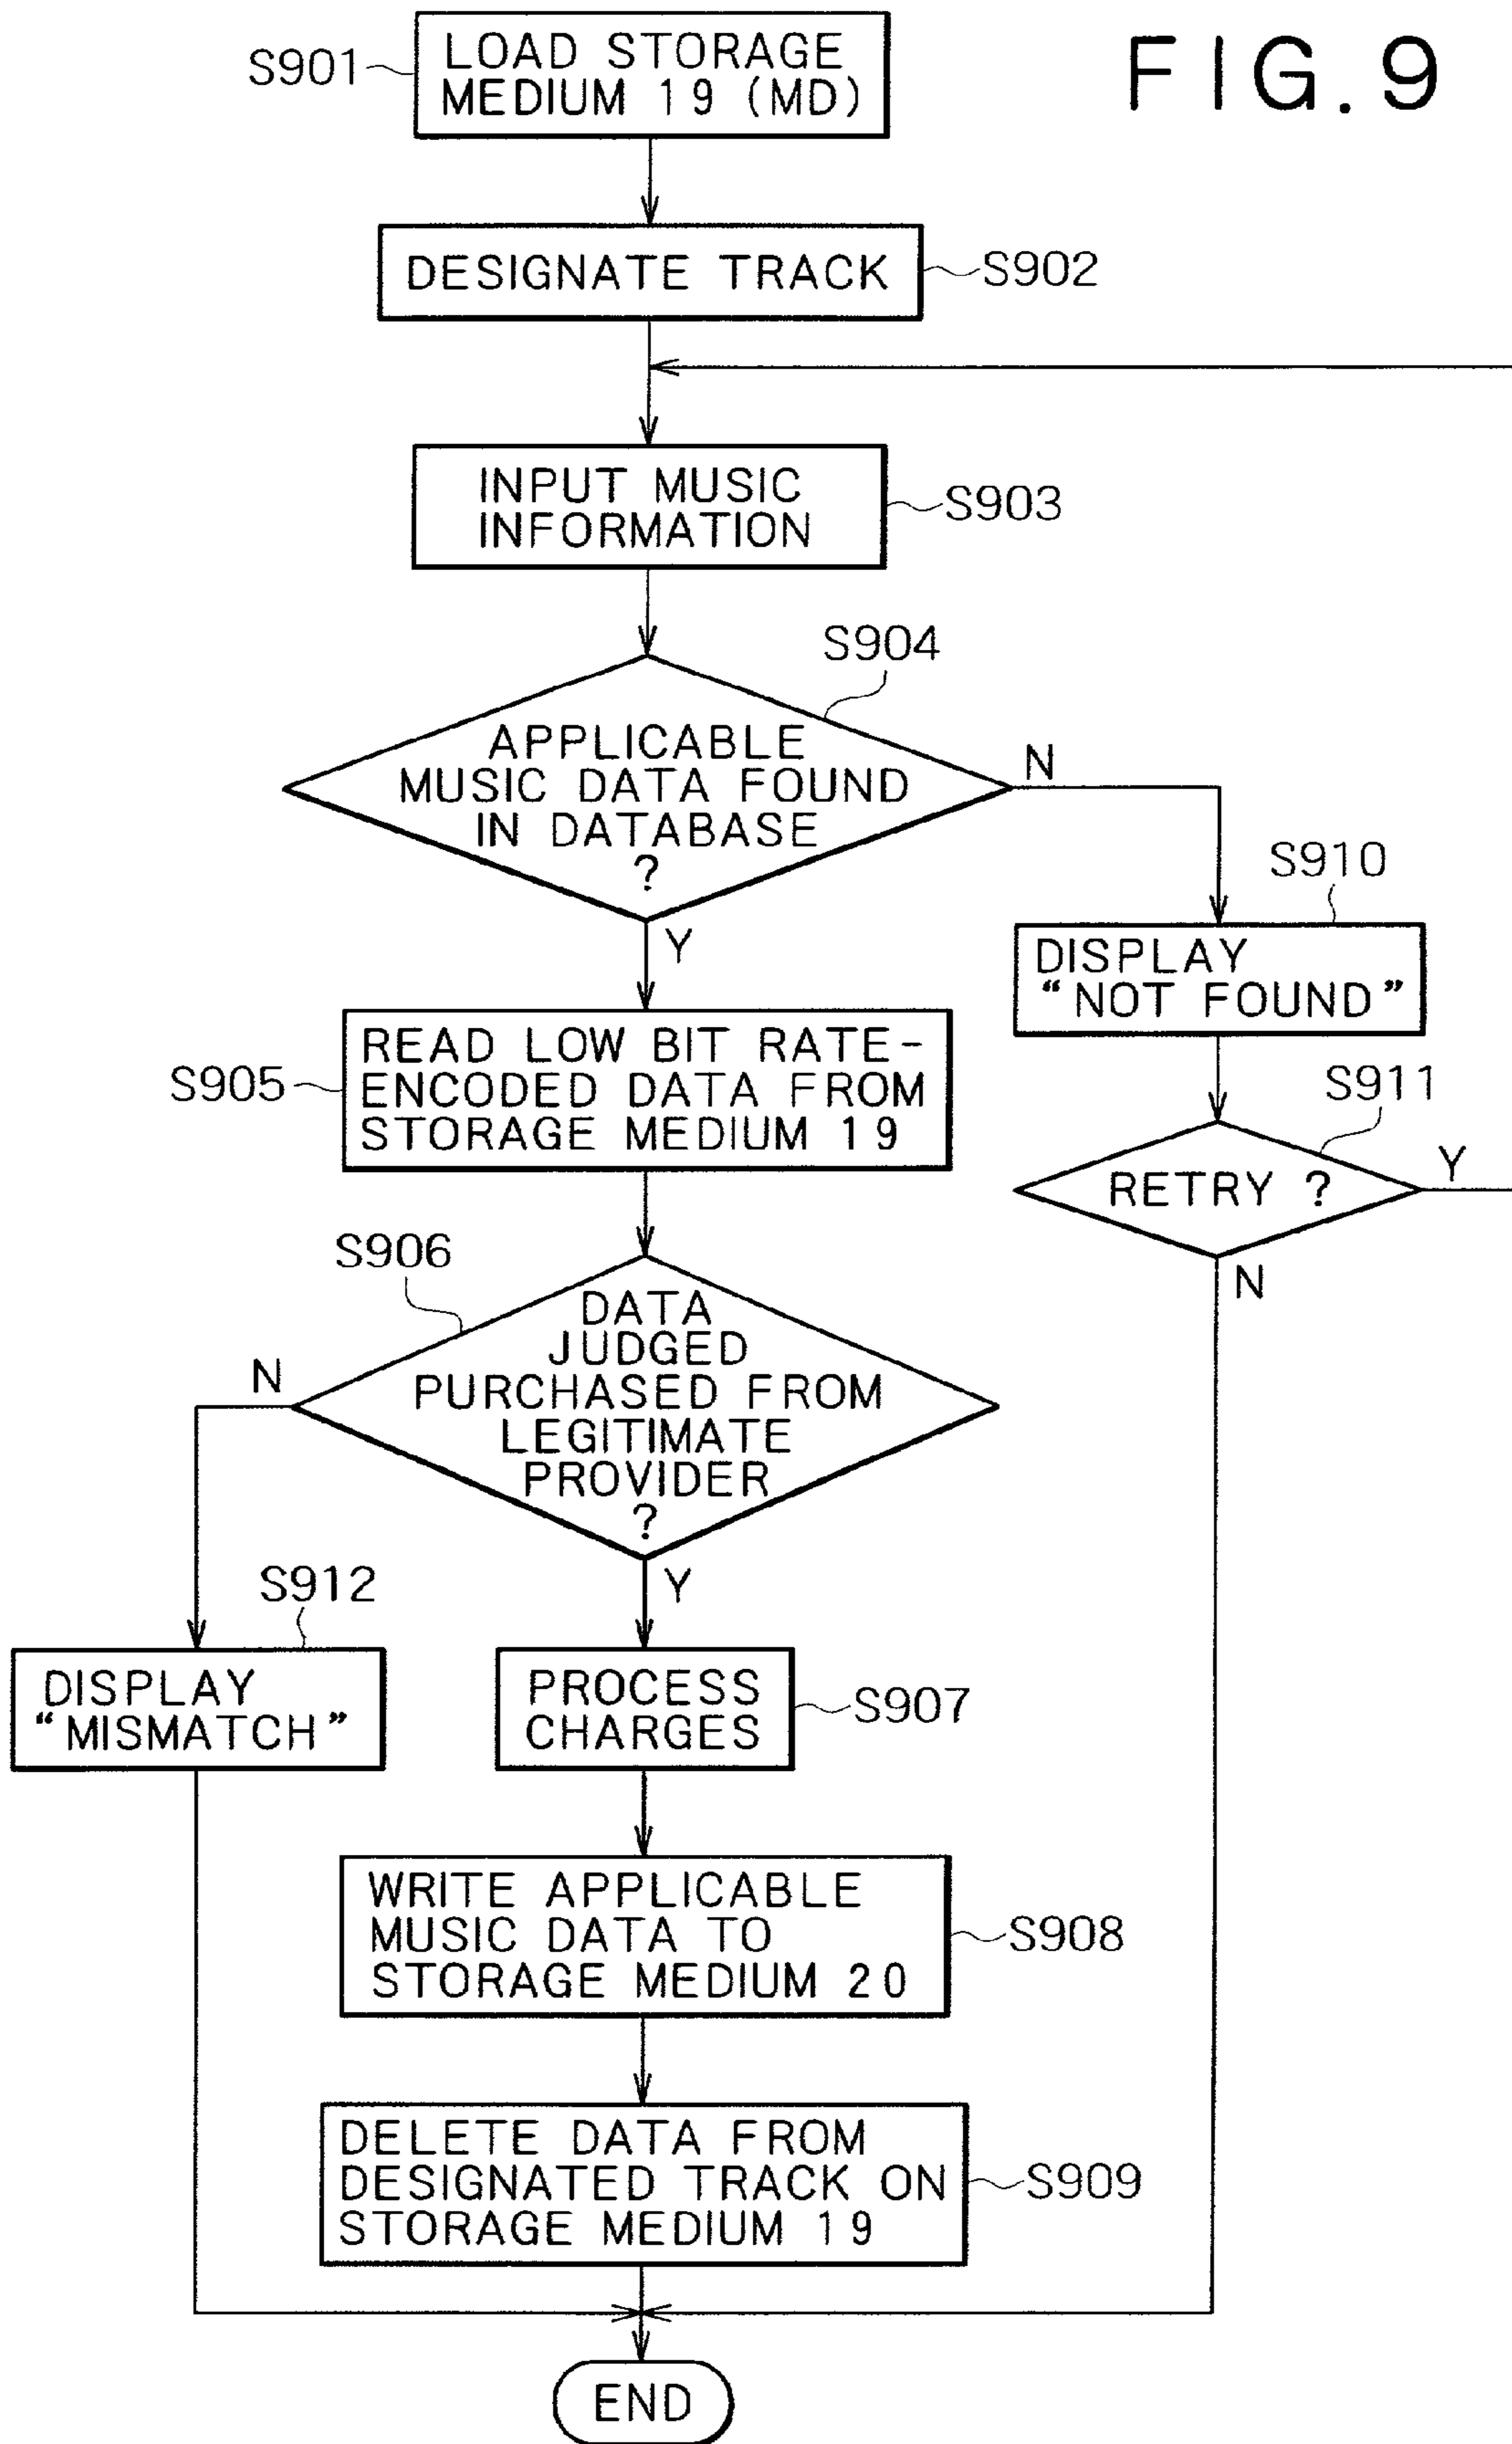 FIG. 9
S901
LOAD STORAGE
MEDIUM 19 (MD)
DESIGNATE TRACK
S902
INPUT MUSIC
INFORMATION
S903
S904
APPLICABLE
MUSIC DATA FOUND
IN DATABASE
?
N
Y
S910
DISPLAY
“NOT FOUND”
S905
READ LOW BIT RATE-
ENCODED DATA FROM
STORAGE MEDIUM 19
S911
RETRY ?
Y
N
S906
DATA
JUDGED
PURCHASED FROM
LEGITIMATE
PROVIDER
?
N
Y
S912
DISPLAY
“MISMATCH”
PROCESS
CHARGES
S907
WRITE APPLICABLE
MUSIC DATA TO
STORAGE MEDIUM 20
S908
DELETE DATA FROM
DESIGNATED TRACK ON
STORAGE MEDIUM 19
S909
END